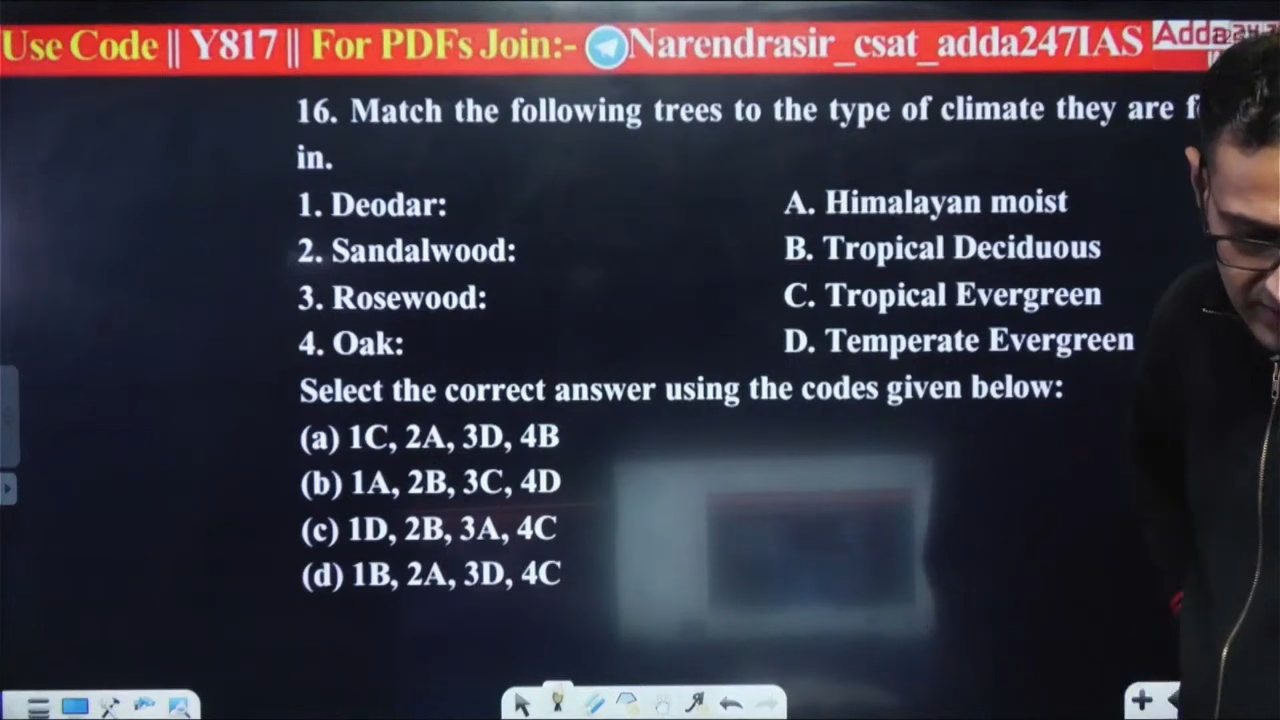 Use Code || Y817 || For PDFs Join:- Narendrasir_csat_adda247IAS
16. Match the following trees to the type of climate they are
in.
1. Deodar: A. Himalayan moist
2. Sandalwood: B. Tropical Deciduous
3. Rosewood: C. Tropical Evergreen
4. Oak: D. Temperate Evergreen
Select the correct answer using the codes given below:
(a) 1C, 2A, 3D, 4B
(b) 1A, 2B, 3C, 4D
(c) 1D, 2B, 3A, 4C
(d) 1B, 2A, 3D, 4C